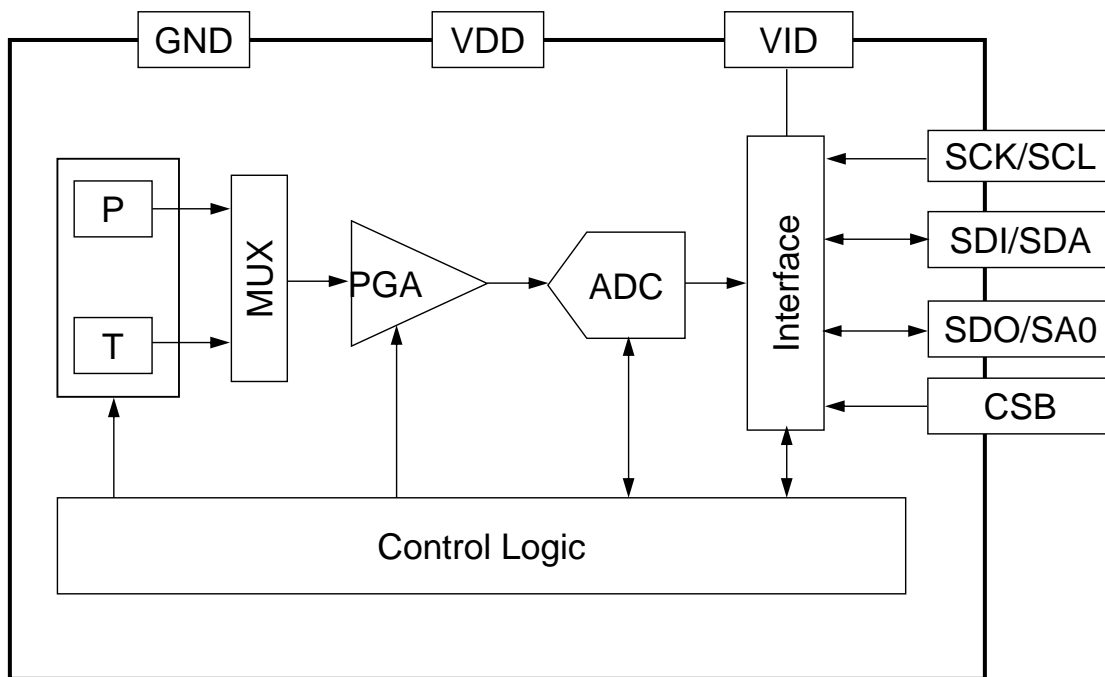 GND
VDD
VID
SCK/SCL
P
SDI/SDA
MUX
PGA
ADC
Interface
T
SDO/SA0
CSB
Control Logic